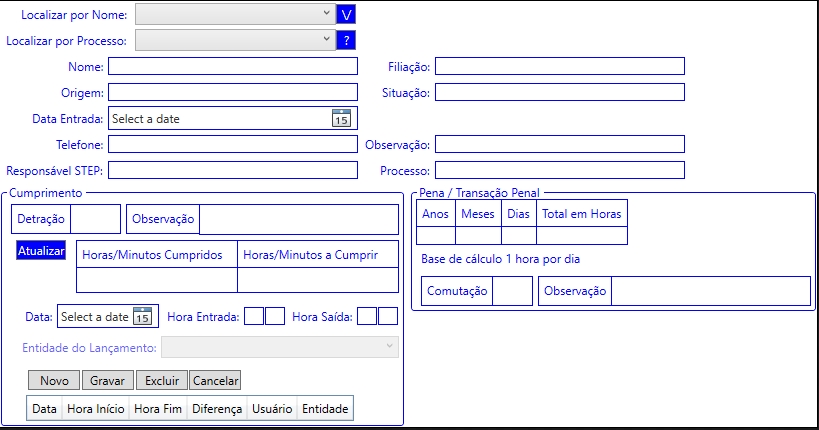 Localizar por Nome: \/
Localizar por Processo: ?
Nome: Filiação:
Origem: Situação:
Data Entrada: Select a date 15
Telefone: Observação:
Responsável STEP: Processo:
Cumprimento Pena / Transação Penal
Detração Observação Anos Meses Dias Total em Horas
Atualizar Horas/Minutos Cumpridos Horas/Minutos a Cumprir Base de cálculo 1 hora por dia
Comutação Observação
Data: Select a date 15 Hora Entrada: Hora Saída:
Entidade do Lançamento:
Novo Gravar Excluir Cancelar
Data Hora Início Hora Fim Diferença Usuário Entidade